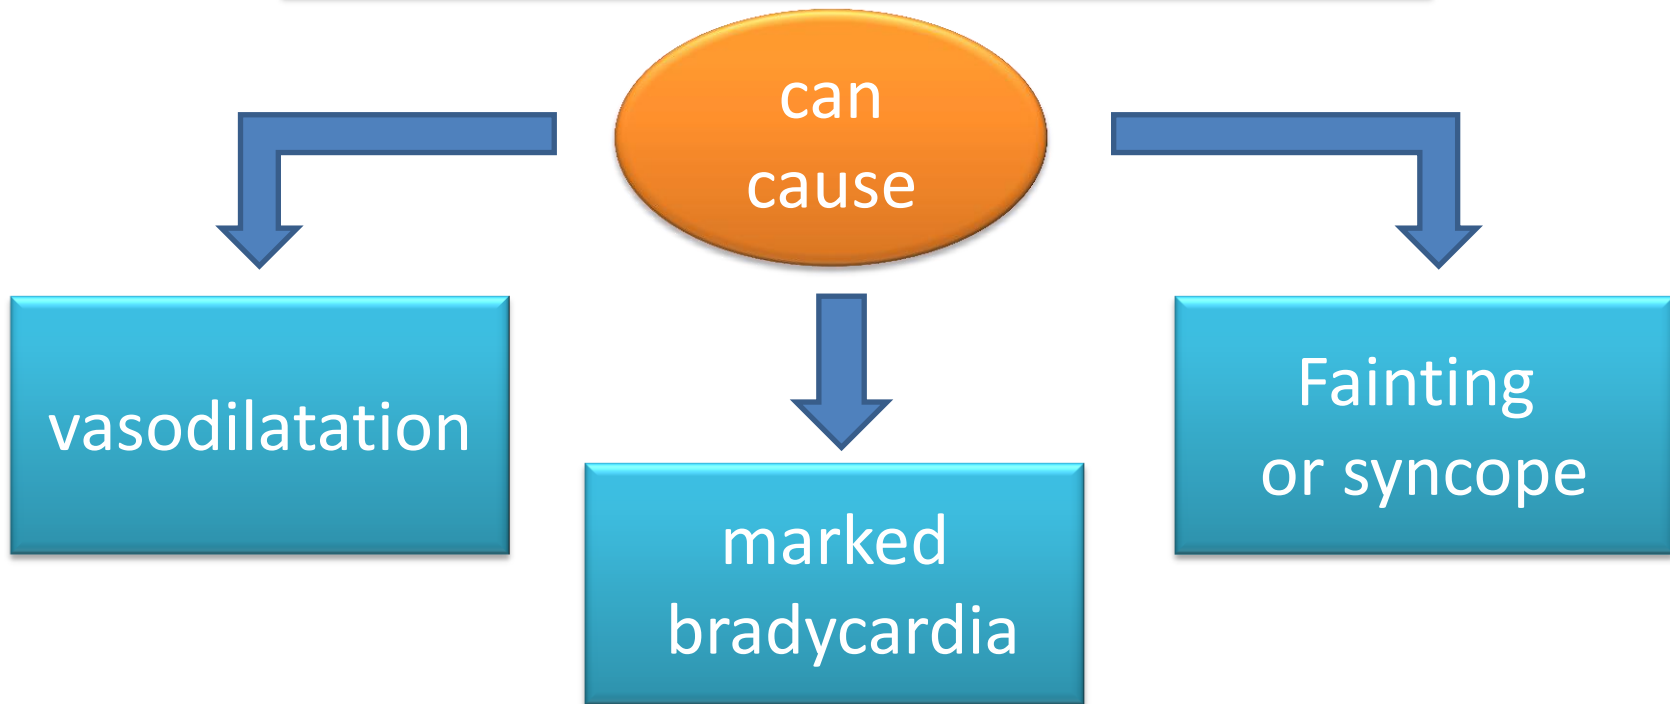 can
cause
vasodilatation
marked
bradycardia
Fainting
or syncope